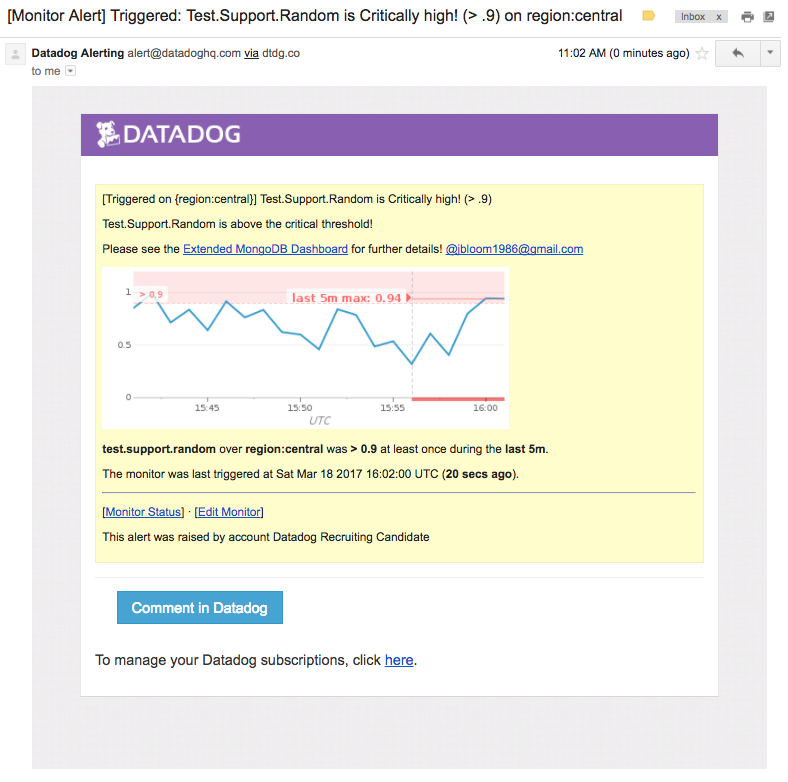 [Monitor Alert] Triggered: Test.Support.Random is Critically high! (> .9) on region:central
Inbox x
Datadog Alerting alert@datadoghq.com via dtdg.co
11:02 AM (0 minutes ago)
to me
DATADOG
[Triggered on {region:central}] Test.Support.Random is Critically high! (> .9)
Test.Support.Random is above the critical threshold!
Please see the Extended MongoDB Dashboard for further details! @jbloom1986@gmail.com
1
> 0.9
last 5m max: 0.94
0.5
0
15:45 15:50 15:55 16:00
UTC
test.support.random over region:central was > 0.9 at least once during the last 5m.
The monitor was last triggered at Sat Mar 18 2017 16:02:00 UTC (20 secs ago).
[Monitor Status] · [Edit Monitor]
This alert was raised by account Datadog Recruiting Candidate
Comment in Datadog
To manage your Datadog subscriptions, click here.